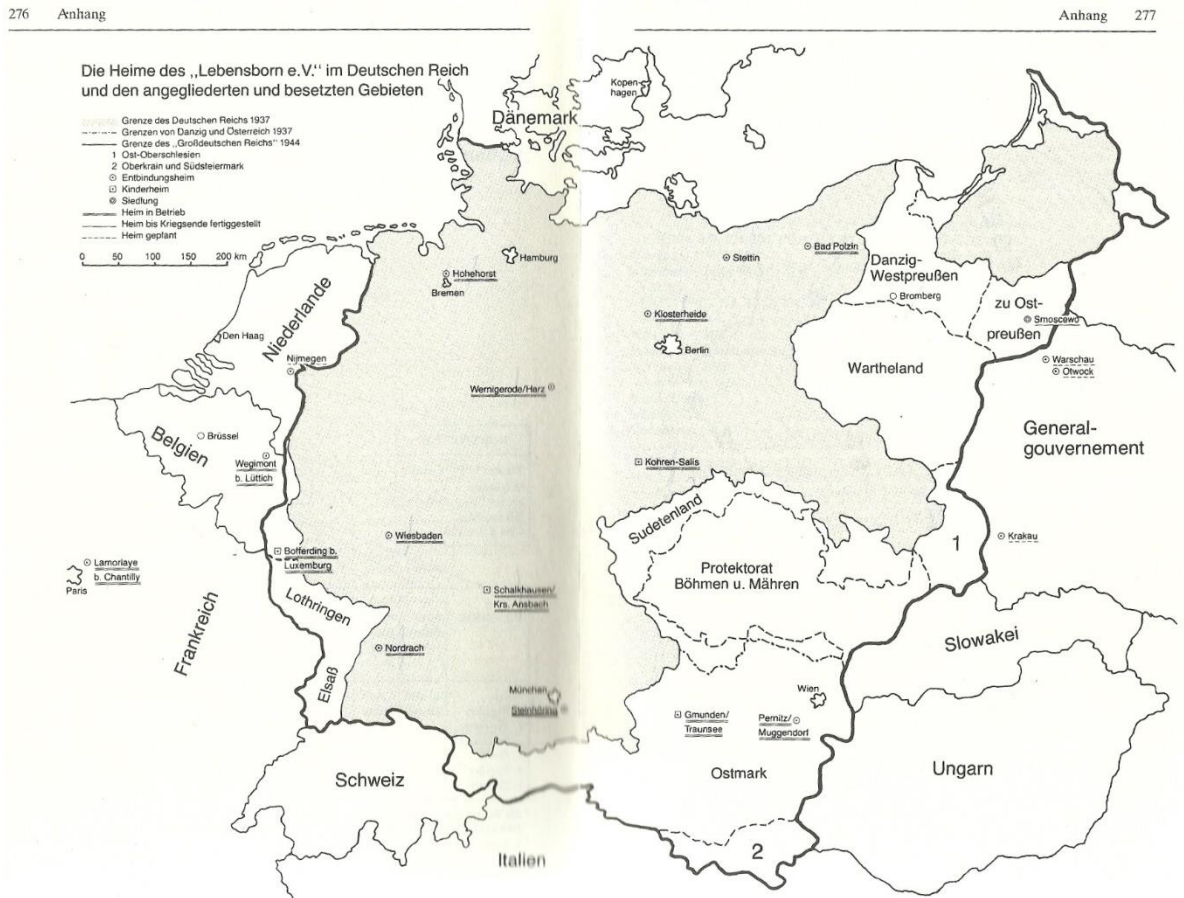 276 Anhang
Anhang 277
Die Heime des „Lebensborn e.V." im Deutschen Reich
und den angegliederten und besetzten Gebieten
Grenze des Deutschen Reichs 1937
Grenzen von Danzig und Österreich 1937
Grenze des „Großdeutschen Reichs" 1944
1 Ost-Oberschlesien
2 Oberkrain und Südsteiermark
Entbindungsheim
Kinderheim
Siedlung
Heim in Betrieb
Heim bis Kriegsende fertiggestellt
Heim geplant
0 50 100 150 200 km
Kopen-
hagen
Dänemark
Hamburg
Hohehorst
Bremen
Stettin
Bad Polzin
Danzig-
Westpreußen
Bromberg
zu Ost-
preußen
Smoscewo
Niederlande
Den Haag
Nijmegen
Klosterheide
Berlin
Wartheland
Warschau
Otwock
Wernigerode/Harz
General-
gouvernement
Belgien
Brüssel
Wegimont
b. Lüttich
Kohren-Salis
Sudetenland
Wiesbaden
Bofferding b.
Luxemburg
Protektorat
Böhmen u. Mähren
1
Krakau
Lamoriaye
b. Chantilly
Paris
Frankreich
Lothringen
Schalkhausen/
Krs. Ansbach
Slowakei
Elsaß
Nordrach
München
Steinhöring
Wien
Gmunden/
Traunsee
Pernitz/
Muggendorf
Schweiz
Ostmark
Ungarn
Italien
2